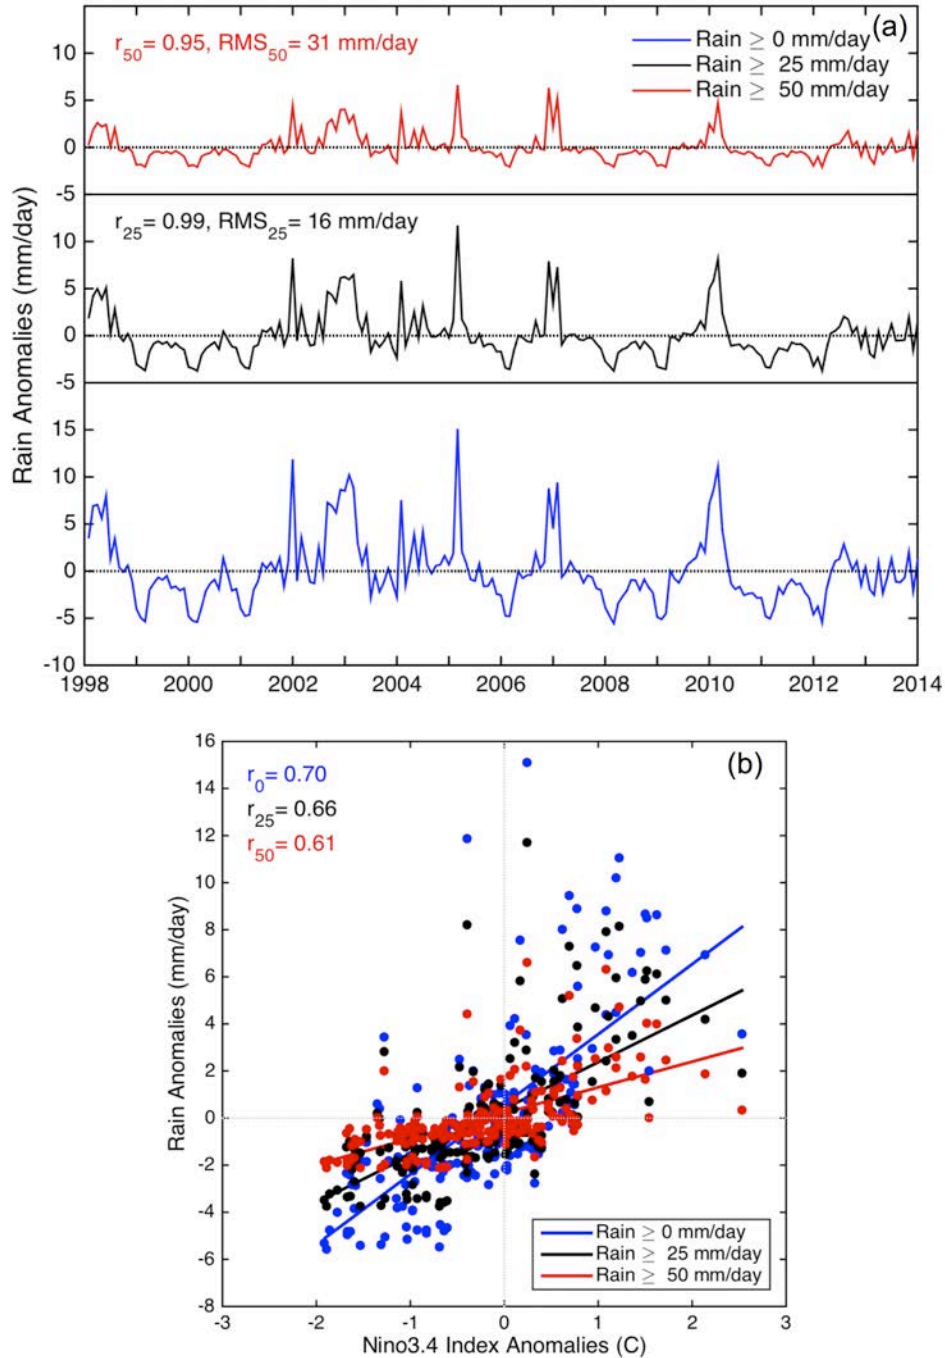 (a)
r50= 0.95, RMS50= 31 mm/day
Rain ≥ 0 mm/day
Rain ≥ 25 mm/day
Rain ≥ 50 mm/day
10
5
0
-5
r25= 0.99, RMS25= 16 mm/day
10
5
0
-5
15
10
5
0
-5
-10
Rain Anomalies (mm/day)
1998 2000 2002 2004 2006 2008 2010 2012 2014
(b)
r0= 0.70
r25= 0.66
r50= 0.61
16
14
12
10
8
6
4
2
0
-2
-4
-6
-8
Rain Anomalies (mm/day)
Rain ≥ 0 mm/day
Rain ≥ 25 mm/day
Rain ≥ 50 mm/day
-3 -2 -1 0 1 2 3
Nino3.4 Index Anomalies (C)